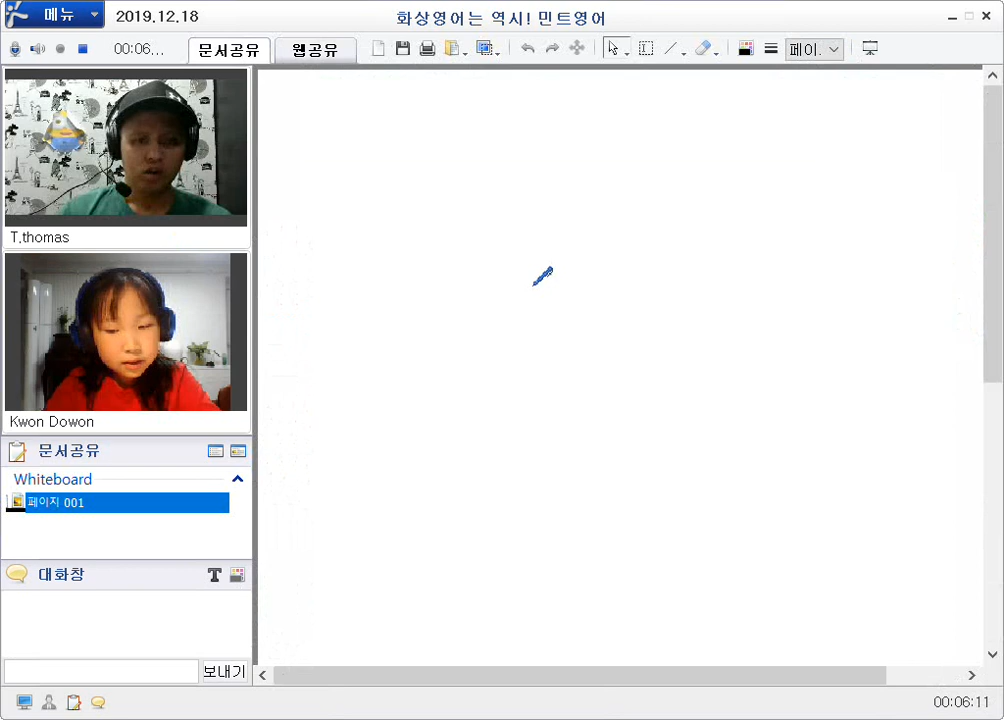 메뉴 2019.12.18 화상영어는 역시! 민트영어
00:06... 문서공유 웹공유 페이.
T.thomas
Kwon Dowon
문서공유
Whiteboard
페이지 001
대화창 T
보내기
00:06:11